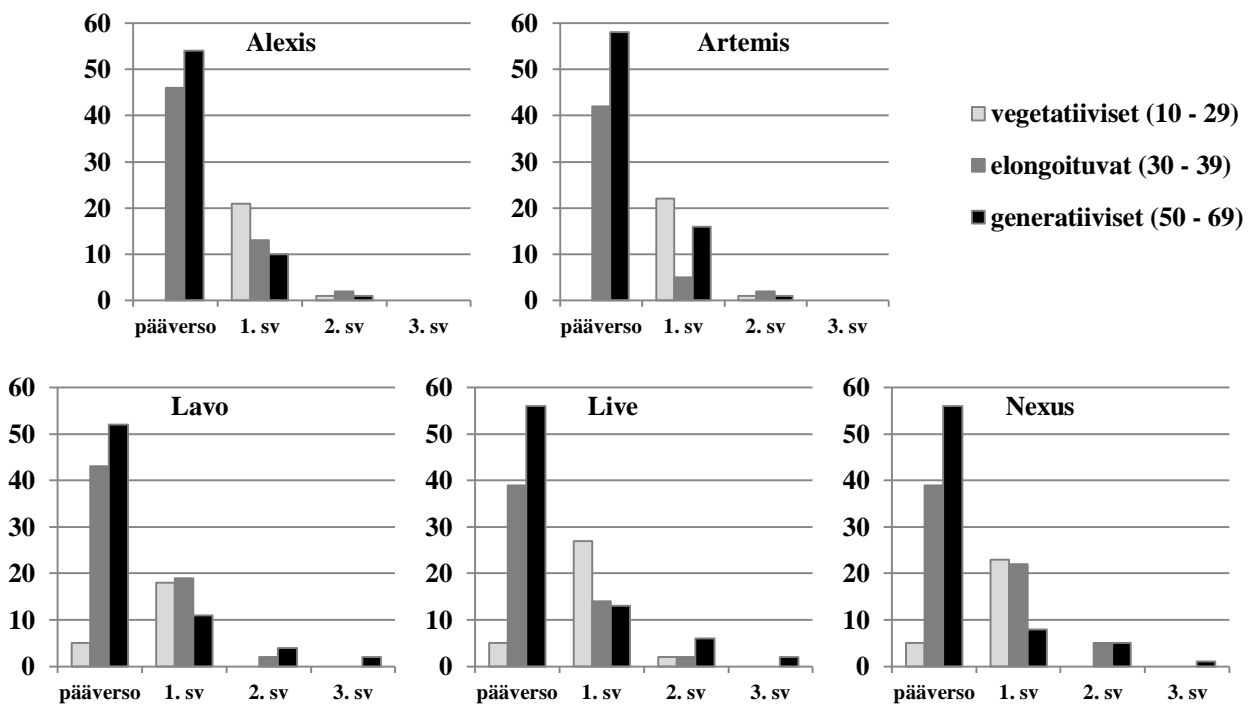 Alexis
60
50
40
30
20
10
0
pääverso 1. sv 2. sv 3. sv
Artemis
60
50
40
30
20
10
0
pääverso 1. sv 2. sv 3. sv
vegetatiiviset (10 - 29)
elongoituvat (30 - 39)
generatiiviset (50 - 69)
Lavo
60
50
40
30
20
10
0
pääverso 1. sv 2. sv 3. sv
Live
60
50
40
30
20
10
0
pääverso 1. sv 2. sv 3. sv
Nexus
60
50
40
30
20
10
0
pääverso 1. sv 2. sv 3. sv